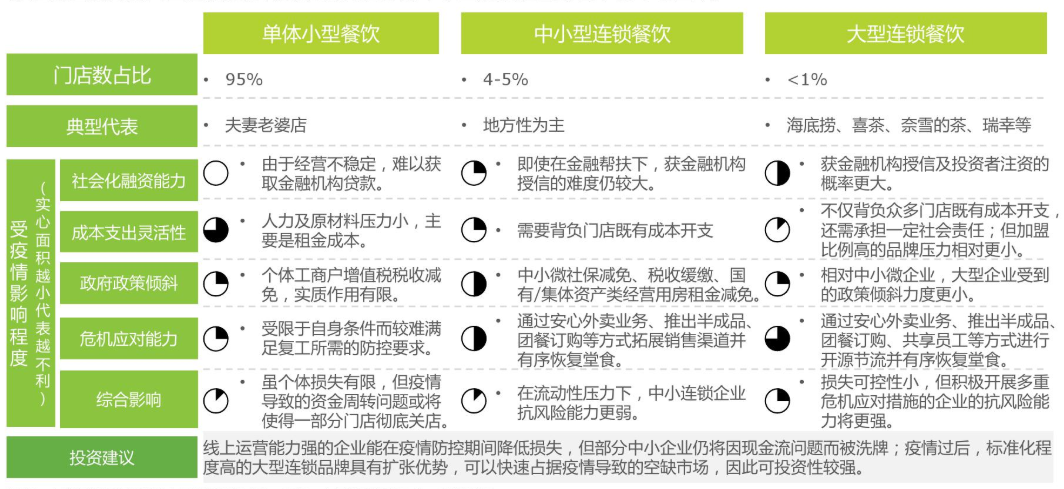 单体小型餐饮
中小型连锁餐饮
大型连锁餐饮
门店数占比
• 95%
• 4-5%
• <1%
典型代表
• 夫妻老婆店
• 地方性为主
• 海底捞、喜茶、奈雪的茶、瑞幸等
受疫情影响程度
（实心面积越小代表越不利）
社会化融资能力
• 由于经营不稳定，难以获
取金融机构贷款。
• 即使在金融帮扶下，获金融机构
授信的难度仍较大。
• 获金融机构授信及投资者注资的
概率更大。
成本支出灵活性
• 人力及原材料压力小，主
要是租金成本。
• 需要背负门店既有成本开支
• 不仅背负众多门店既有成本开支，
还需承担一定社会责任；但加盟
比例高的品牌压力相对更小。
政府政策倾斜
• 个体工商户增值税税收减
免，实质作用有限。
• 中小微社保减免、税收缓缴、国
有/集体资产类经营用房租金减免。
• 相对中小微企业，大型企业受到
的政策倾斜力度更小。
危机应对能力
• 受限于自身条件而较难满
足复工所需的防控要求。
• 通过安心外卖业务、推出半成品、
团餐订购等方式拓展销售渠道并
有序恢复堂食。
• 通过安心外卖业务、推出半成品、
团餐订购、共享员工等方式进行
开源节流并有序恢复堂食。
综合影响
• 虽个体损失有限，但疫情
导致的资金周转问题或将
使得一部分门店彻底关店。
• 在流动性压力下，中小连锁企业
抗风险能力更弱。
• 损失可控性小，但积极开展多重
危机应对措施的企业的抗风险能
力将更强。
投资建议
线上运营能力强的企业能在疫情防控期间降低损失，但部分中小企业仍将因现金流问题而被洗牌；疫情过后，标准化程
度高的大型连锁品牌具有扩张优势，可以快速占据疫情导致的空缺市场，因此可投资性较强。